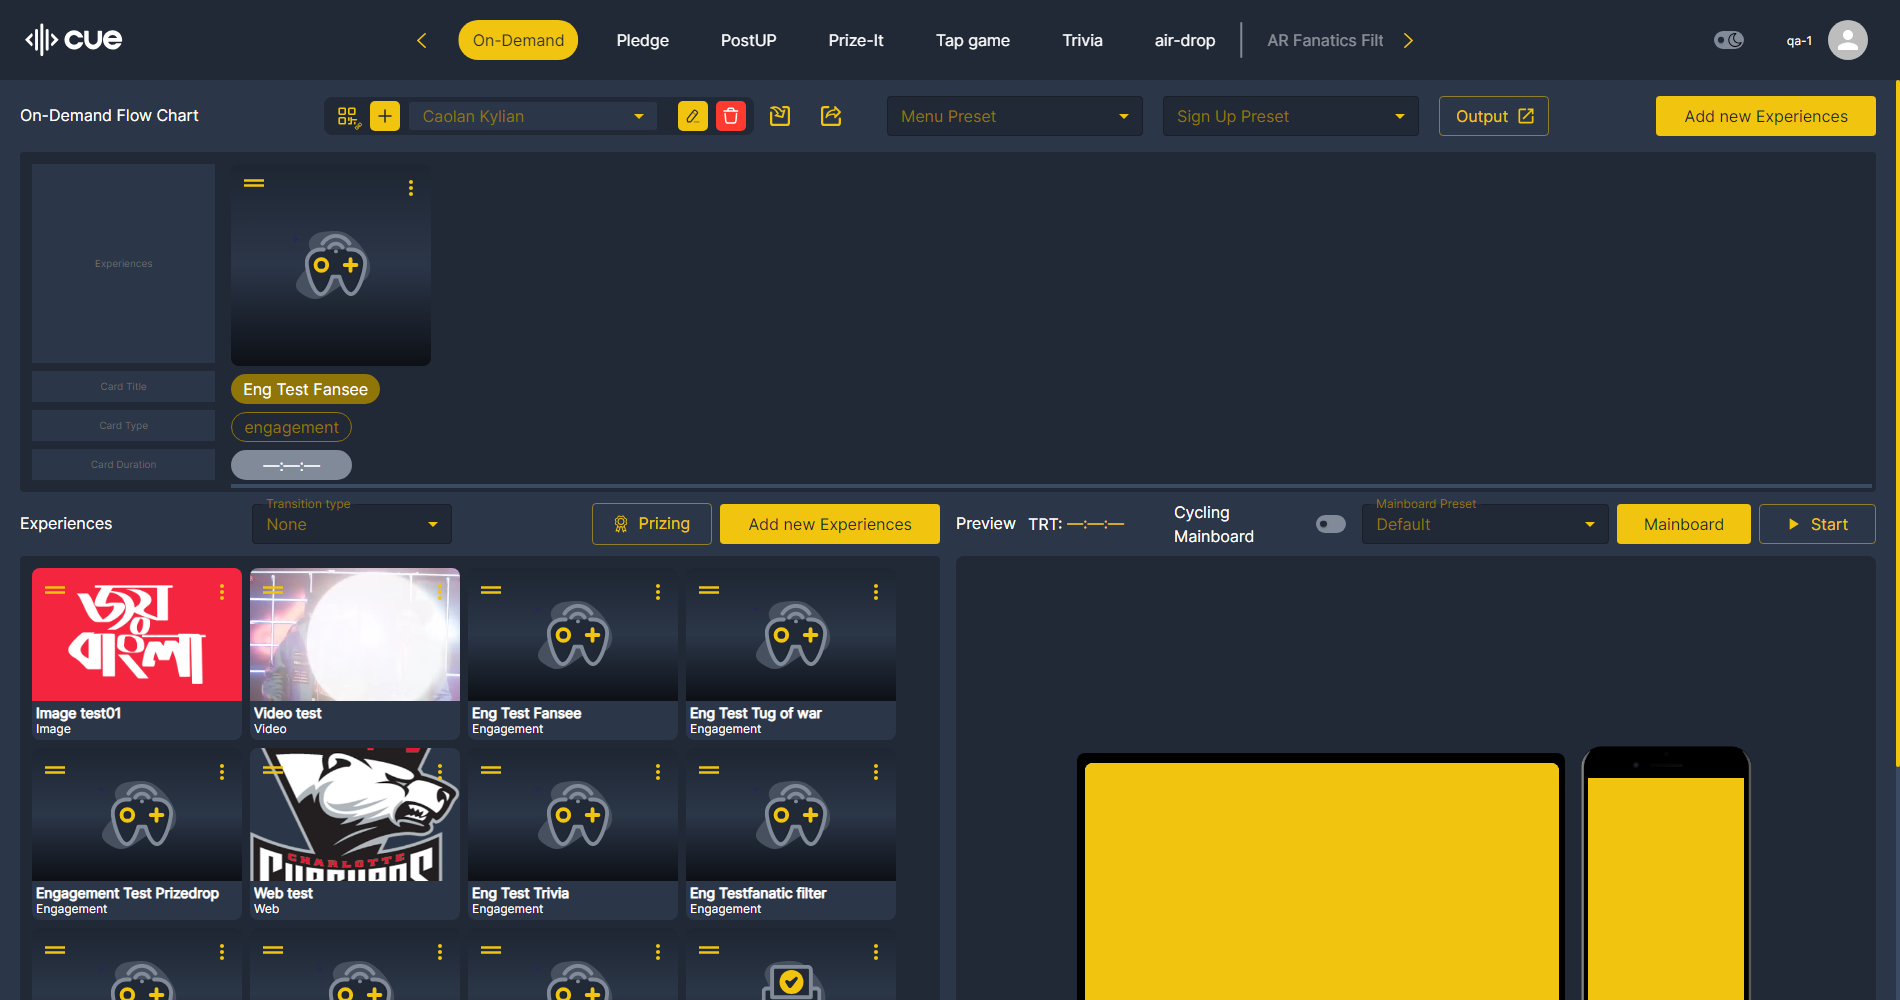 cue
On-Demand
Pledge
PostUP
Prize-It
Tap game
Trivia
air-drop
AR Fanatics Filt
qa-1
On-Demand Flow Chart
Caolan Kylian
Menu Preset
Sign Up Preset
Output
Add new Experiences
Experiences
Card Title
Card Type
Card Duration
Eng Test Fansee
engagement
—:—:—
Experiences
Transition type
None
Prizing
Add new Experiences
Preview
TRT: —:—:—
Cycling
Mainboard
Mainboard Preset
Default
Mainboard
Start
জয়
বাংলা
Image test01
Image
Video test
Video
Eng Test Fansee
Engagement
Eng Test Tug of war
Engagement
Engagement Test Prizedrop
Engagement
CHARLOTTE
Web test
Web
Eng Test Trivia
Engagement
Eng Testfanatic filter
Engagement